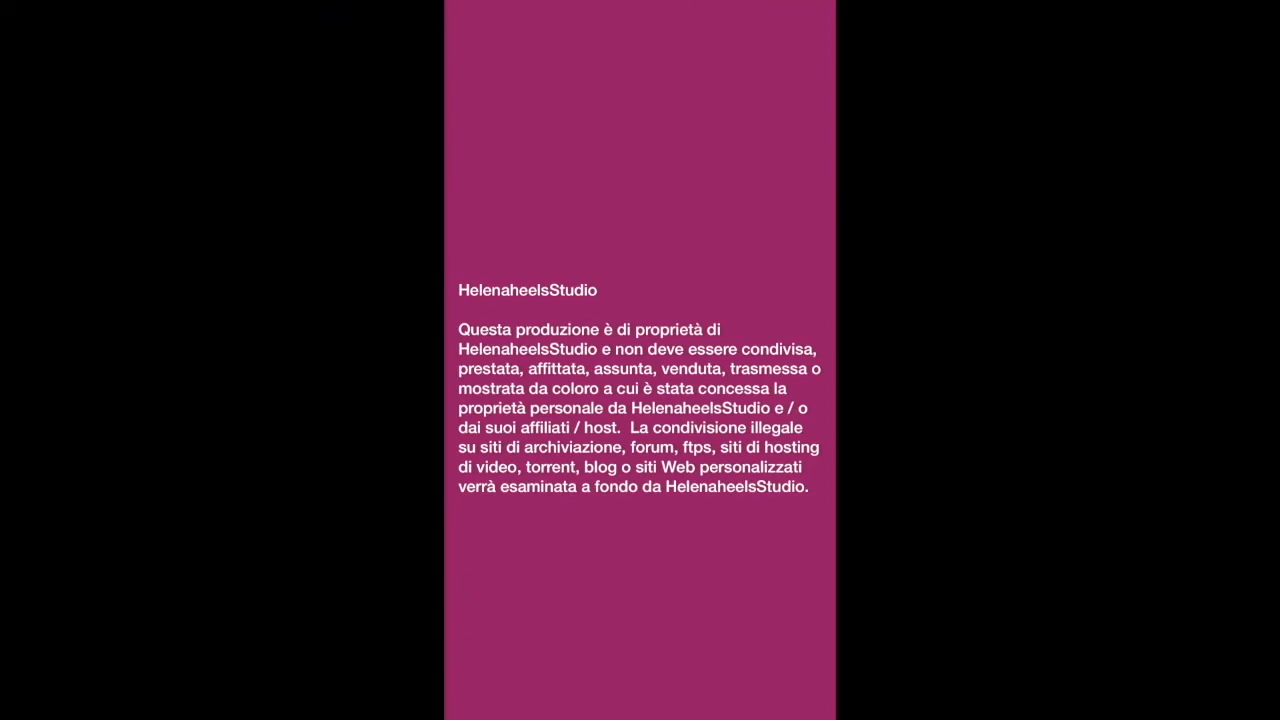 HelenaheelsStudio
Questa produzione è di proprietà di
HelenaheelsStudio e non deve essere condivisa,
prestata, affittata, assunta, venduta, trasmessa o
mostrata da coloro a cui è stata concessa la
proprietà personale da HelenaheelsStudio e / o
dai suoi affiliati / host.  La condivisione illegale
su siti di archiviazione, forum, ftps, siti di hosting
di video, torrent, blog o siti Web personalizzati
verrà esaminata a fondo da HelenaheelsStudio.